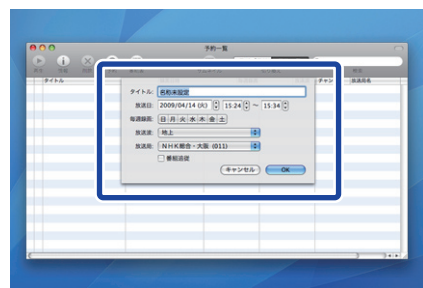 予約一覧
タイトル
チャン
放送局名
タイトル: 名称未設定
放送日: 2009/04/14 (火) 15:24 ~ 15:34
毎週録画: 日 月 火 水 木 金 土
放送波: 地上
放送局: NHK総合・大阪 (011)
番組追従
キャンセル OK